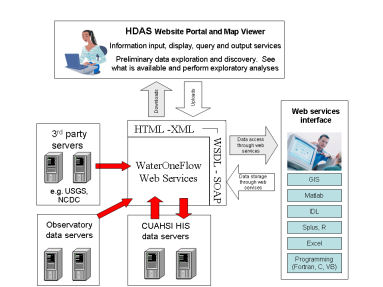 HDAS Website Portal and Map Viewer
Information input, display, query and output services
Preliminary data exploration and discovery. See
what is available and perform exploratory analyses
Downloads
Uploads
HTML -XML
WSDL - SOAP
WaterOneFlow
Web Services
3rd party
servers
e.g. USGS,
NCDC
Observatory
data servers
CUAHSI HIS
data servers
Data access
through web
services
Data storage
through web
services
Web services
interface
GIS
Matlab
IDL
Splus, R
Excel
Programming
(Fortran, C, VB)